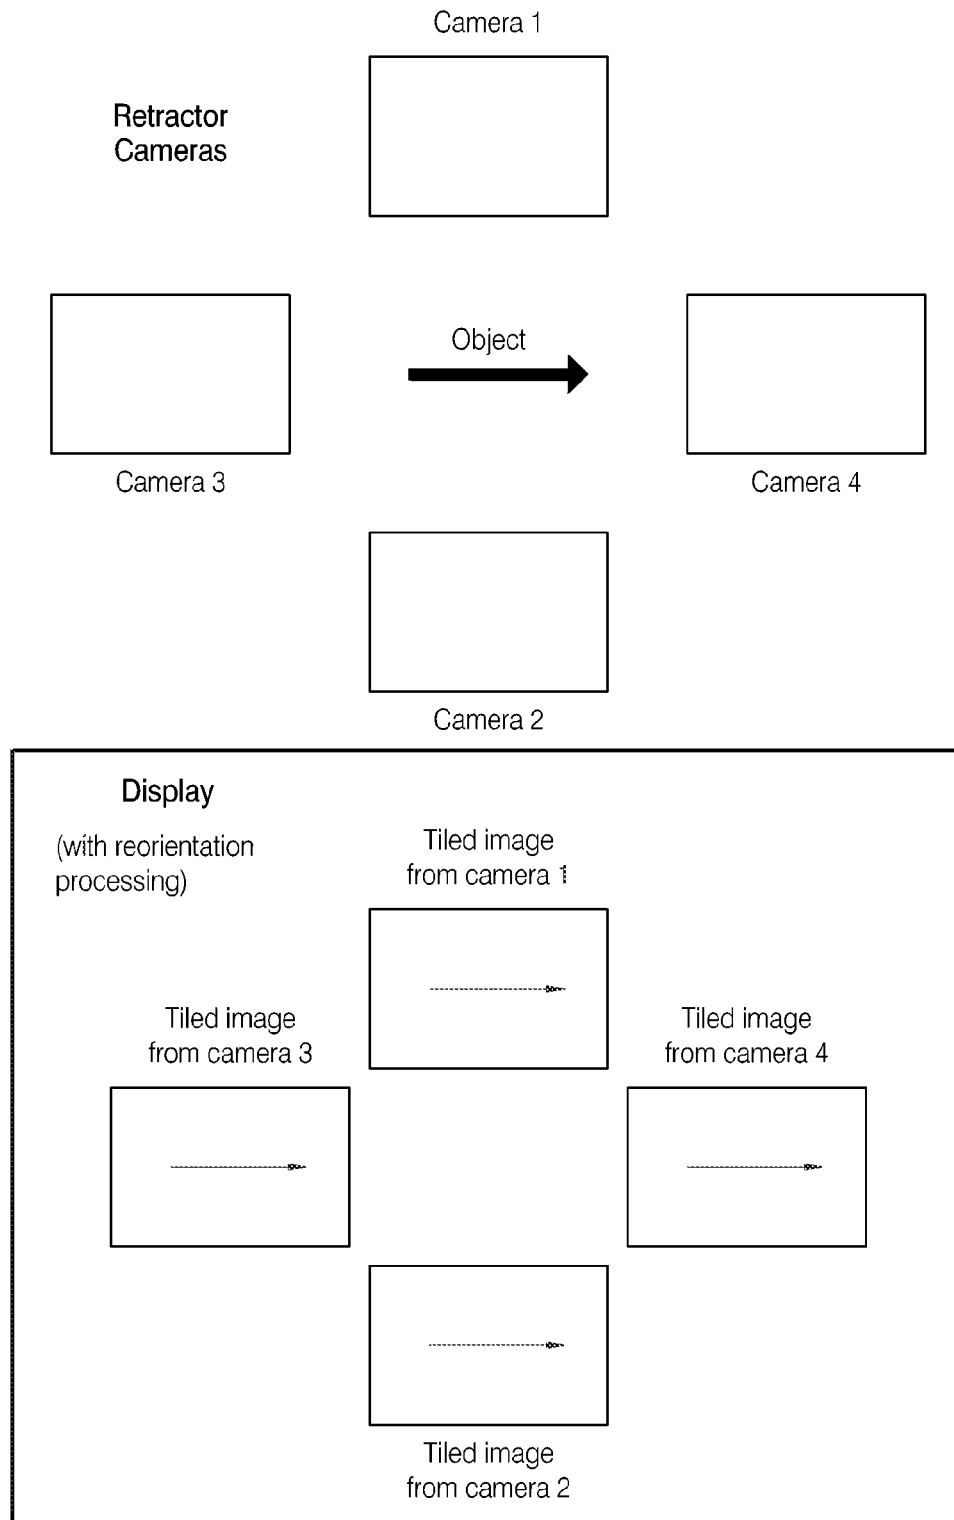 Camera 1
Retractor
Cameras
Object
Camera 3
Camera 4
Camera 2
Display
(with reorientation
processing)
Tiled image
from camera 1
Tiled image
from camera 3
Tiled image
from camera 4
Tiled image
from camera 2